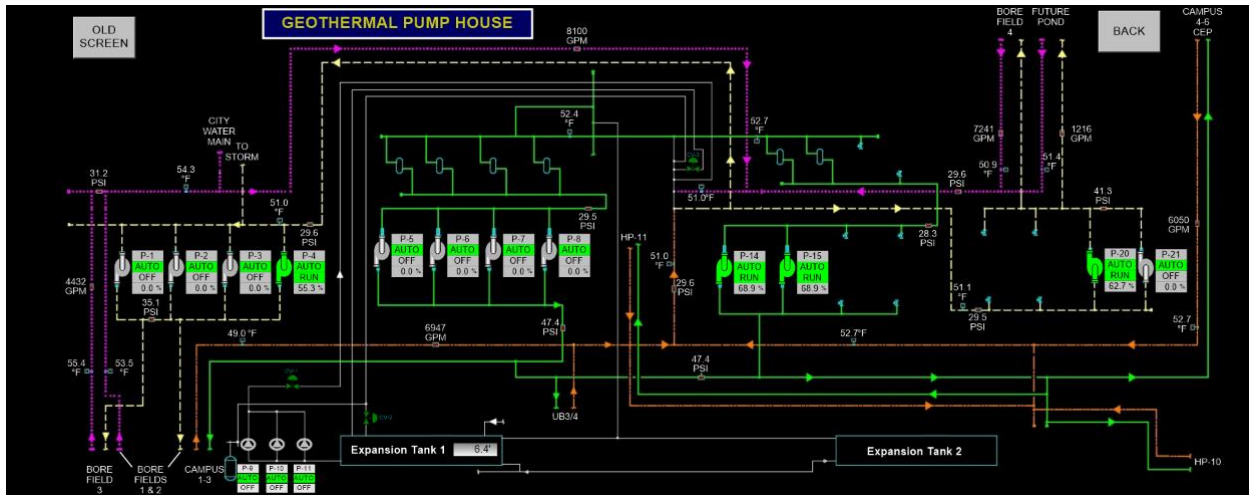 OLD
SCREEN
GEOTHERMAL PUMP HOUSE
8100
GPM
BORE
FIELD
4
FUTURE
POND
BACK
CAMPUS
4-6
CEP
CITY
WATER
MAIN
TO
STORM
52.4
°F
52.7
°F
7241
GPM
1216
GPM
31.2
PSI
54.3
°F
50.9
°F
51.4
°F
29.6
PSI
51.0°F
51.0
°F
29.6
PSI
29.5
PSI
28.3
PSI
41.3
PSI
6050
GPM
P-1
AUTO
OFF
0.0 %
P-2
AUTO
OFF
0.0 %
P-3
AUTO
OFF
0.0 %
P-4
AUTO
RUN
55.3 %
P-5
AUTO
OFF
0.0 %
P-6
AUTO
OFF
0.0 %
P-7
AUTO
OFF
0.0 %
P-8
AUTO
OFF
0.0 %
HP-11
51.0
°F
29.6
PSI
P-14
AUTO
RUN
68.9 %
P-15
AUTO
RUN
68.9 %
P-20
AUTO
RUN
62.7 %
P-21
AUTO
OFF
0.0 %
4432
GPM
35.1
PSI
51.1
°F
29.5
PSI
49.0°F
6947
GPM
47.4
PSI
52.7°F
52.7
°F
55.4
°F
53.5
°F
47.4
PSI
UB3/4
BORE
FIELD
3
BORE
FIELDS
1 & 2
CAMPUS
1-3
P-9
AUTO
OFF
P-10
AUTO
OFF
P-11
AUTO
OFF
Expansion Tank 1
6.4'
Expansion Tank 2
HP-10